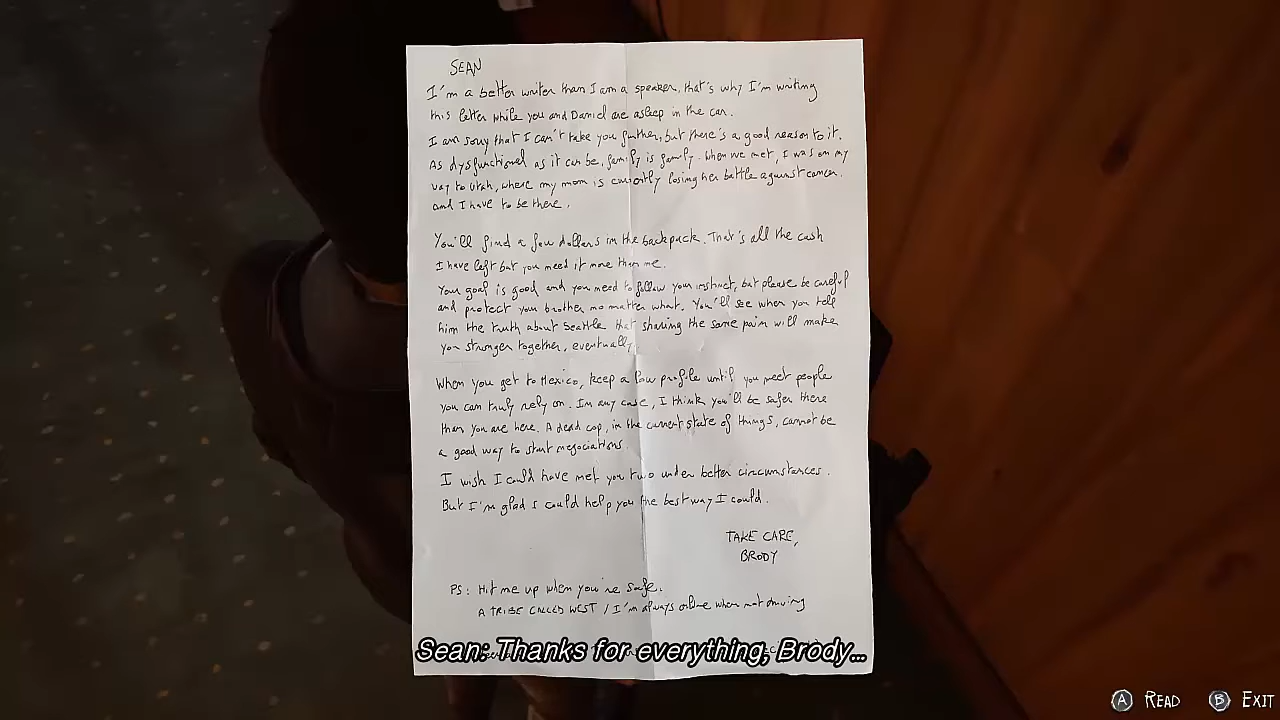 SEAN
I'm a better writer than I am a speaker, that's why I'm writing
this letter while you and Daniel are asleep in the car.
I am sorry that I can't take you further, but there's a good reason to it.
As dysfunctional as it can be, family is family. When we met, I was on my
way to Utah, where my mom is currently losing her battle against cancer.
and I have to be there.
You'll find a few dollars in the backpack. That's all the cash
I have left but you need it more than me.
Your goal is good and you need to follow your instinct, but please be careful
and protect your brother no matter what. You'll see when you tell
him the truth about Seattle that sharing the same pain will make
you stronger together, eventually.
When you get to Mexico, keep a low profile until you meet people
you can truly rely on. In any case, I think you'll be safer there
than you are here. A dead cop, in the current state of things, cannot be
a good way to start negociations.
I wish I could have met you two under better circumstances.
But I'm glad I could help you the best way I could.
TAKE CARE,
BRODY
PS: Hit me up when you're safe.
A TRIBE CALLED WEST / I'm always online when not driving
Sean: Thanks for everything, Brody...
A READ B EXIT